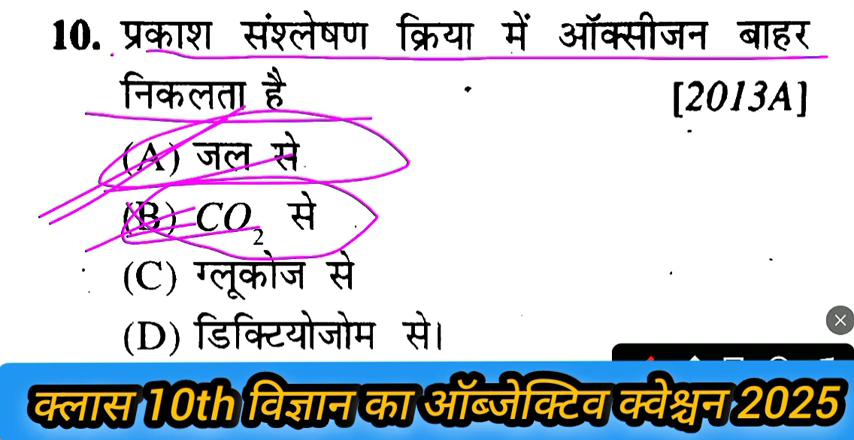 10. प्रकाश संश्लेषण क्रिया में ऑक्सीजन बाहर
निकलता है [2013A]
(A) जल से
(B) CO₂ से
(C) ग्लूकोज से
(D) डिक्टियोजोम से।
क्लास 10th विज्ञान का ऑब्जेक्टिव क्वेश्चन 2025